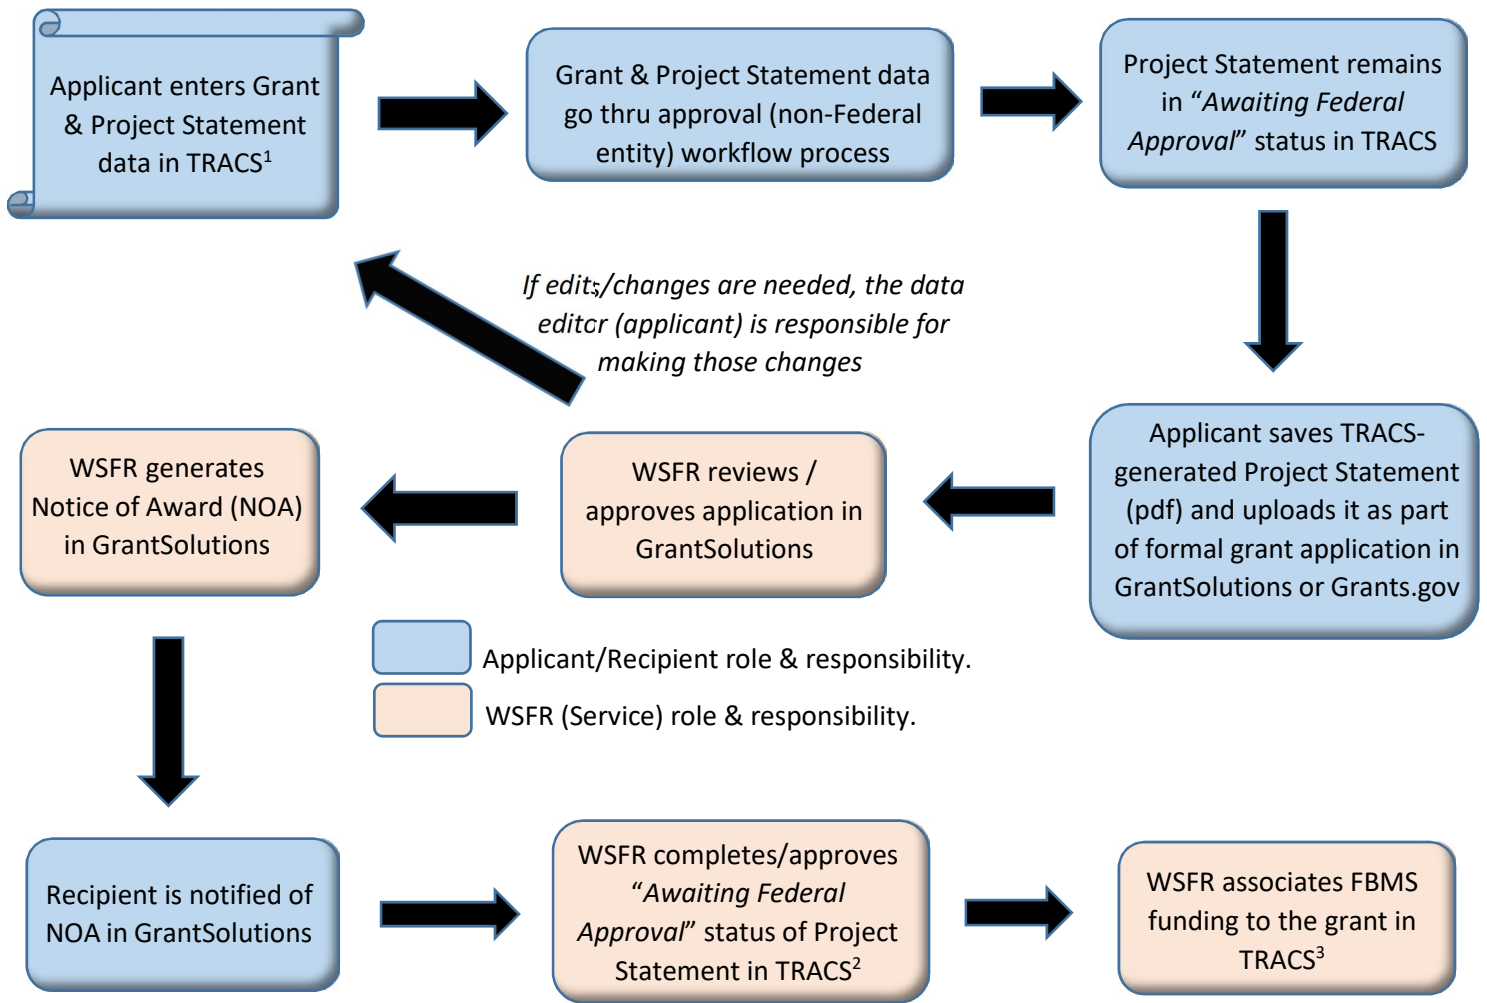 Applicant enters Grant
& Project Statement
data in TRACS¹
Grant & Project Statement data
go thru approval (non-Federal
entity) workflow process
Project Statement remains
in “Awaiting Federal
Approval” status in TRACS
If edits/changes are needed, the data
editor (applicant) is responsible for
making those changes
Applicant saves TRACS-
generated Project Statement
(pdf) and uploads it as part
of formal grant application in
GrantSolutions or Grants.gov
WSFR reviews /
approves application in
GrantSolutions
WSFR generates
Notice of Award (NOA)
in GrantSolutions
Applicant/Recipient role & responsibility.
WSFR (Service) role & responsibility.
Recipient is notified of
NOA in GrantSolutions
WSFR completes/approves
“Awaiting Federal
Approval” status of Project
Statement in TRACS²
WSFR associates FBMS
funding to the grant in
TRACS³